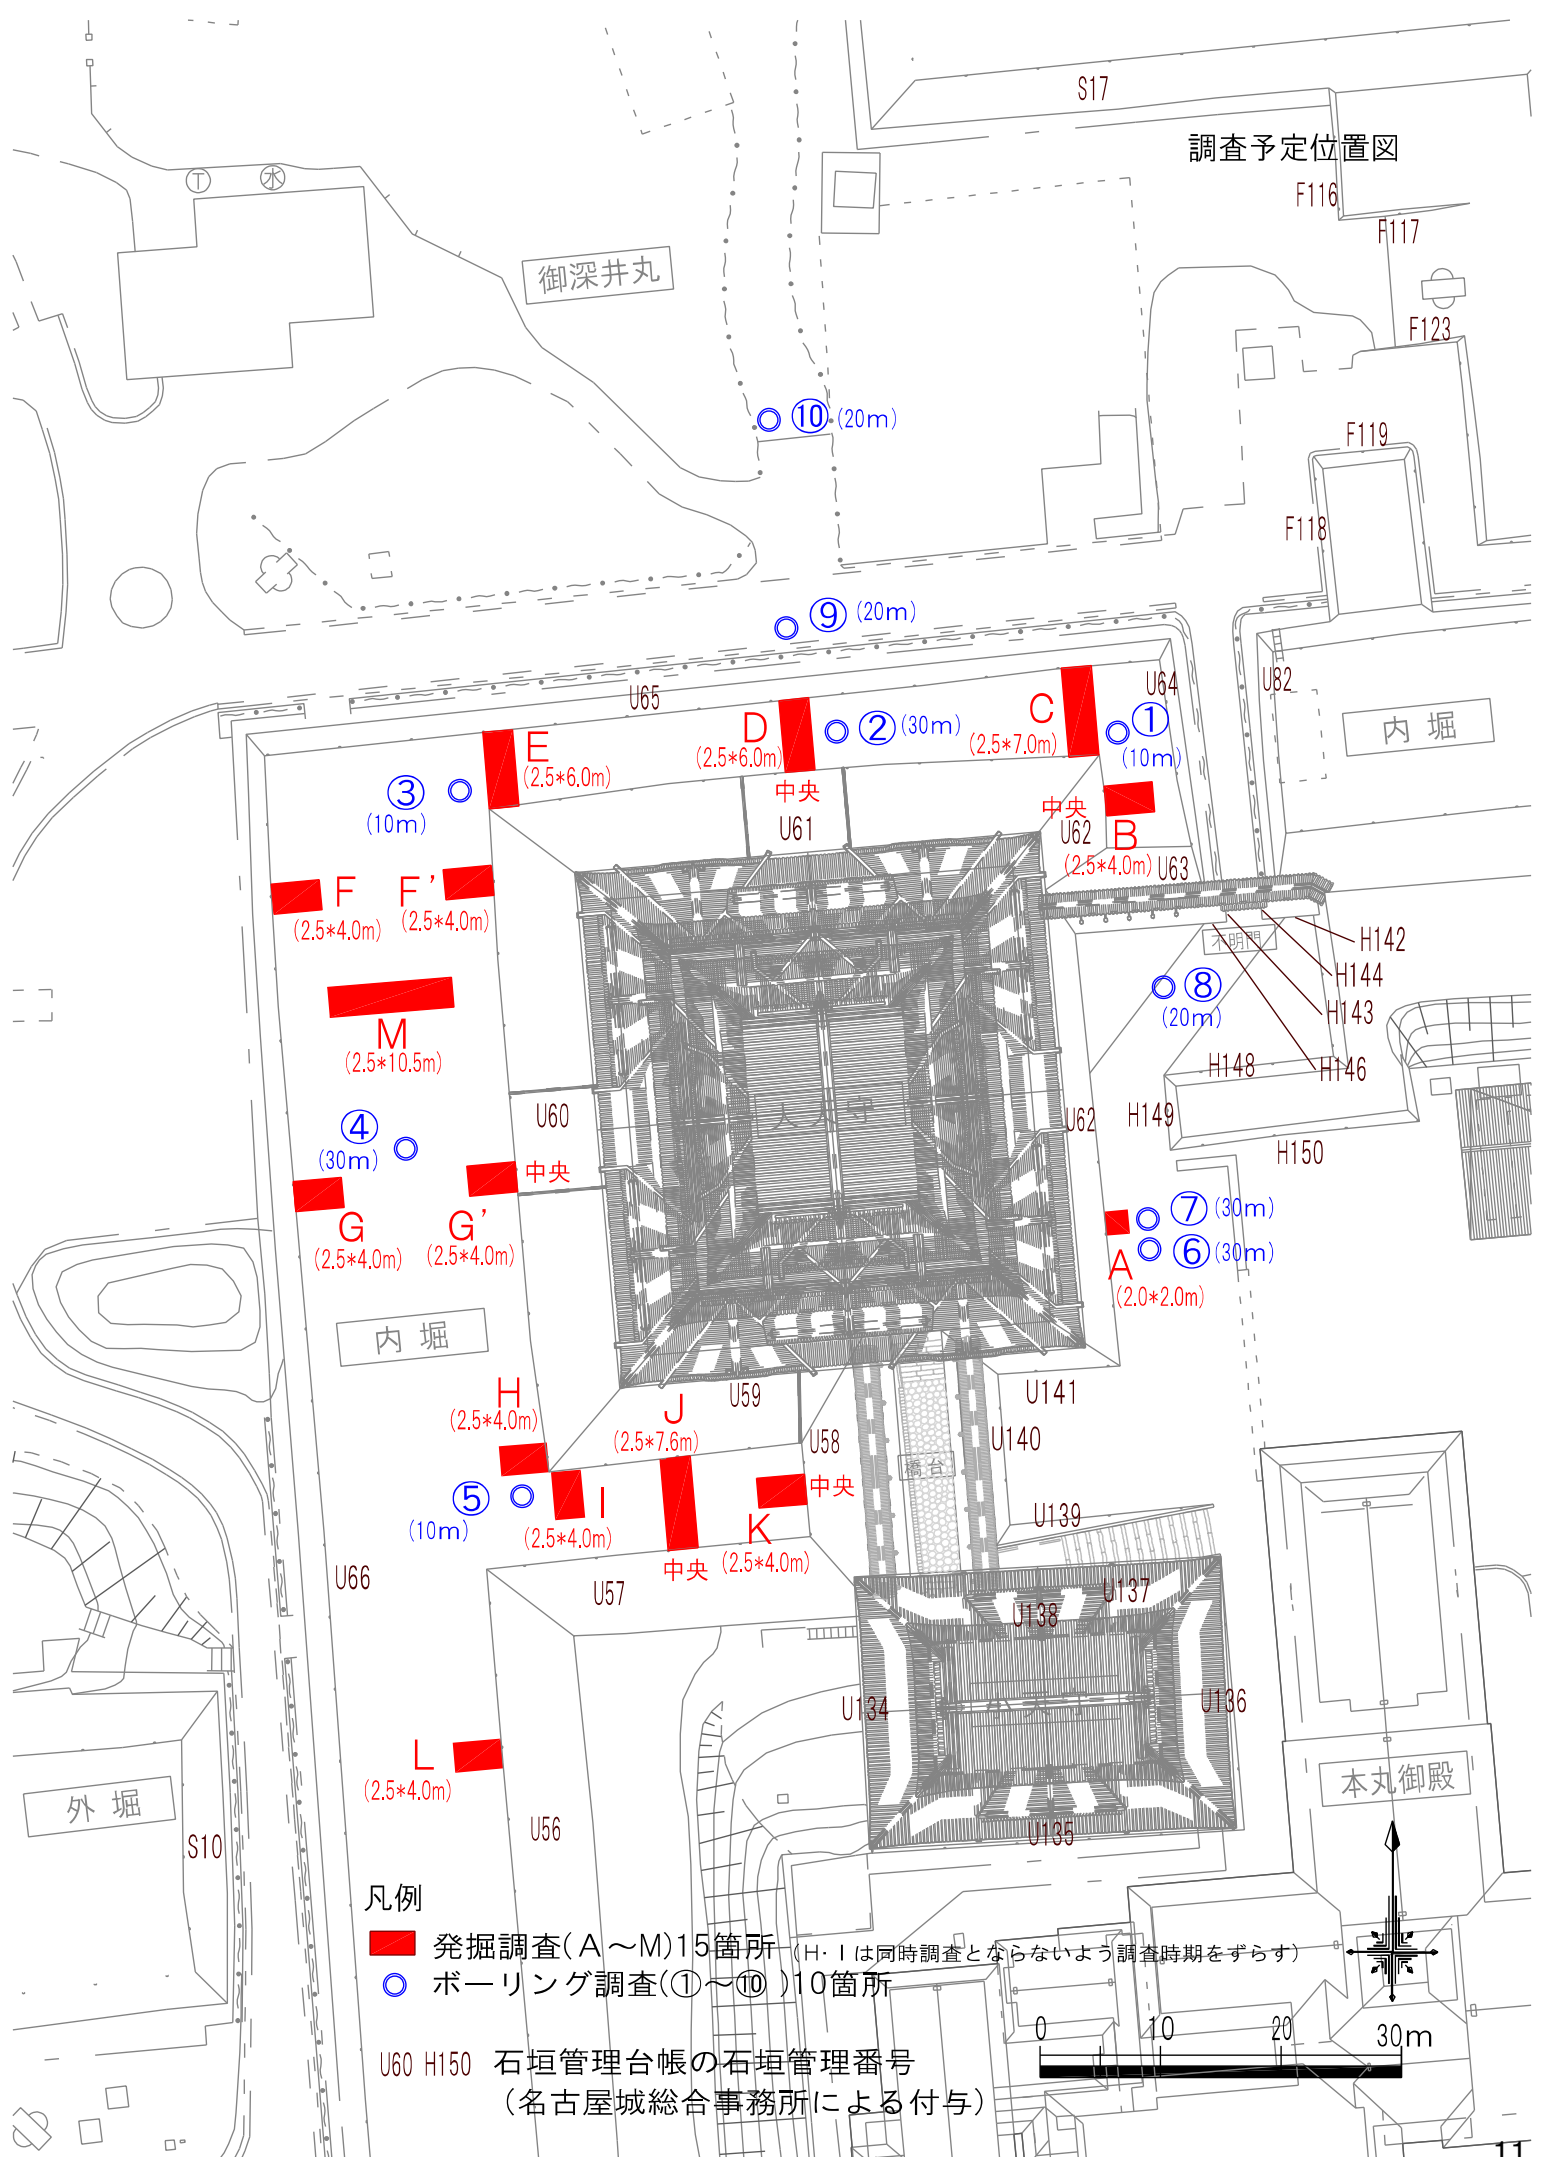 S17
調査予定位置図
F116
F117
T
水
御深井丸
F123
⑩ (20m)
F119
F118
⑨ (20m)
U65
U64
U82
内堀
C
(2.5*7.0m)
①
(10m)
D
(2.5*6.0m)
中央
② (30m)
E
(2.5*6.0m)
③
(10m)
U61
中央
U62
B
(2.5*4.0m)
U63
F
(2.5*4.0m)
F'
(2.5*4.0m)
不明門
H142
H144
H143
H146
⑧
(20m)
M
(2.5*10.5m)
H148
H149
H150
U60
大天守
U62
④
(30m)
中央
G
(2.5*4.0m)
G'
(2.5*4.0m)
⑦ (30m)
⑥ (30m)
A
(2.0*2.0m)
内堀
H
(2.5*4.0m)
U59
J
(2.5*7.6m)
U141
U58
U140
橋台
中央
⑤
(10m)
I
(2.5*4.0m)
K
(2.5*4.0m)
中央
U139
U66
U57
U137
U138
U134
小天守
U136
L
(2.5*4.0m)
本丸御殿
外堀
U56
U135
S10
凡例
発掘調査(A～M)15箇所 (H・Iは同時調査とならないよう調査時期をずらす)
ボーリング調査(①～⑩)10箇所
0 10 20 30m
U60 H150 石垣管理台帳の石垣管理番号
(名古屋城総合事務所による付与)
11